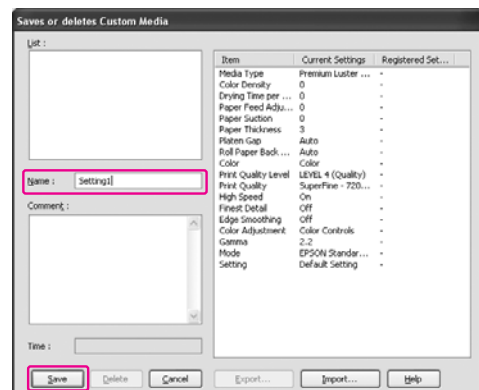 Saves or deletes Custom Media
List :
Item Current Settings Registered Set...
Media Type Premium Luster ... -
Color Density 0 -
Drying Time per ... 0 -
Paper Feed Adju... 0 -
Paper Suction 0 -
Paper Thickness 3 -
Platen Gap Auto -
Roll Paper Back ... Auto -
Color Color -
Print Quality Level LEVEL 4 (Quality) -
Print Quality SuperFine - 720... -
High Speed On -
Finest Detail Off -
Edge Smoothing Off -
Color Adjustment Color Controls -
Gamma 2.2 -
Mode EPSON Standar... -
Setting Default Setting -
Name : Setting1
Comment :
Time :
Save Delete Cancel Export... Import... Help